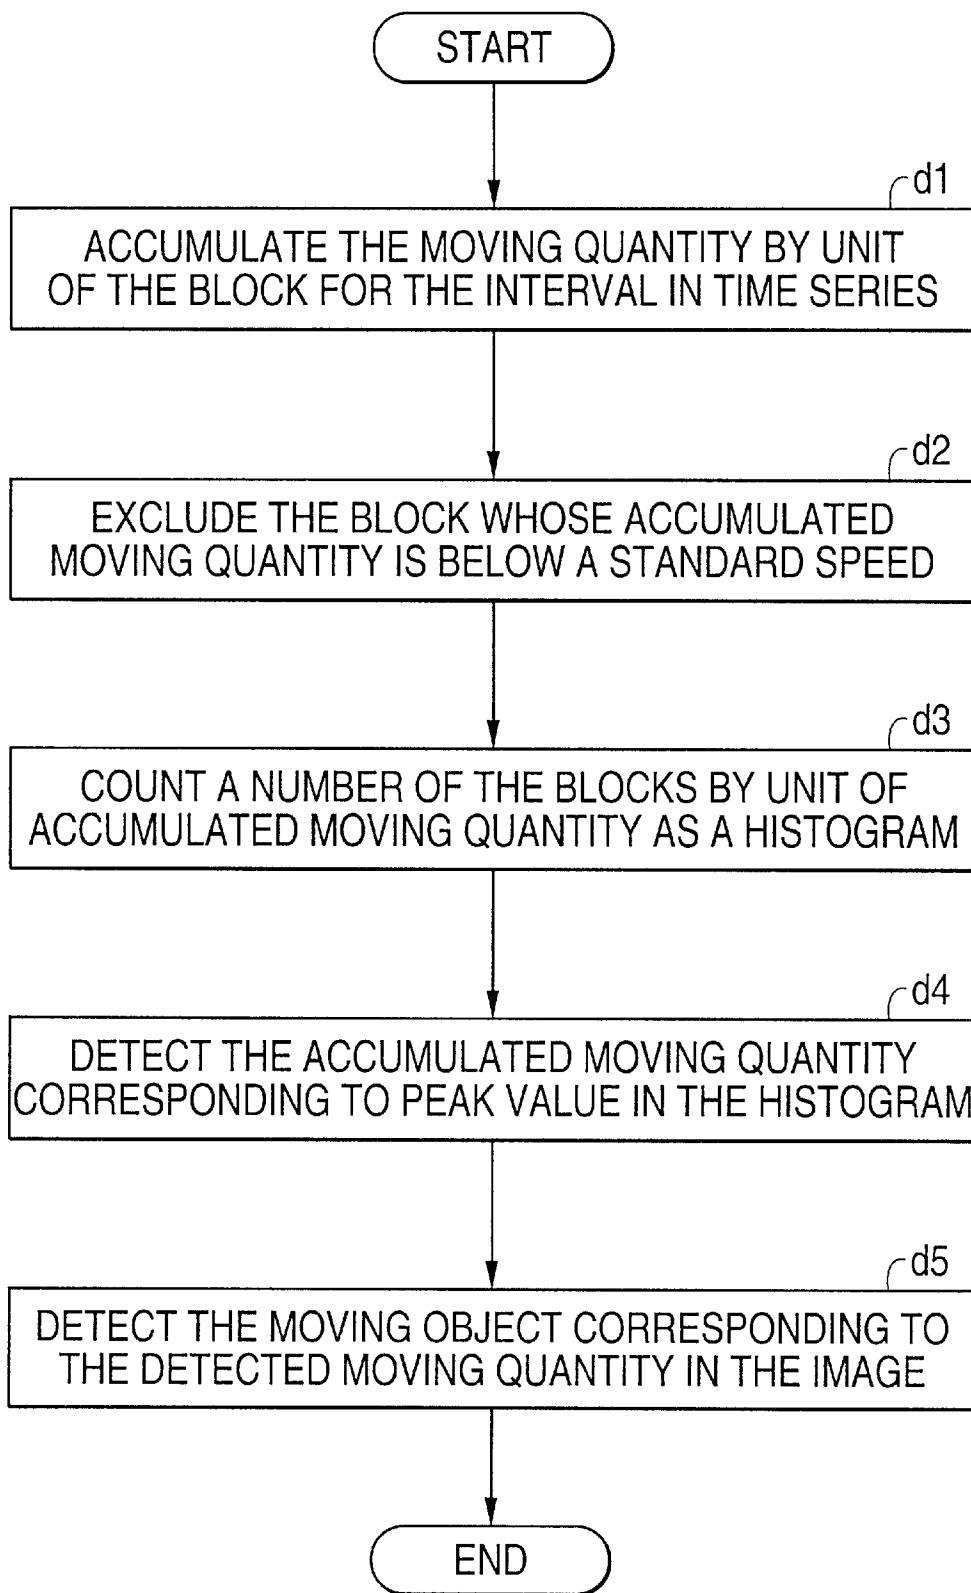 START
d1
ACCUMULATE THE MOVING QUANTITY BY UNIT
OF THE BLOCK FOR THE INTERVAL IN TIME SERIES
d2
EXCLUDE THE BLOCK WHOSE ACCUMULATED
MOVING QUANTITY IS BELOW A STANDARD SPEED
d3
COUNT A NUMBER OF THE BLOCKS BY UNIT OF
ACCUMULATED MOVING QUANTITY AS A HISTOGRAM
d4
DETECT THE ACCUMULATED MOVING QUANTITY
CORRESPONDING TO PEAK VALUE IN THE HISTOGRAM
d5
DETECT THE MOVING OBJECT CORRESPONDING TO
THE DETECTED MOVING QUANTITY IN THE IMAGE
END